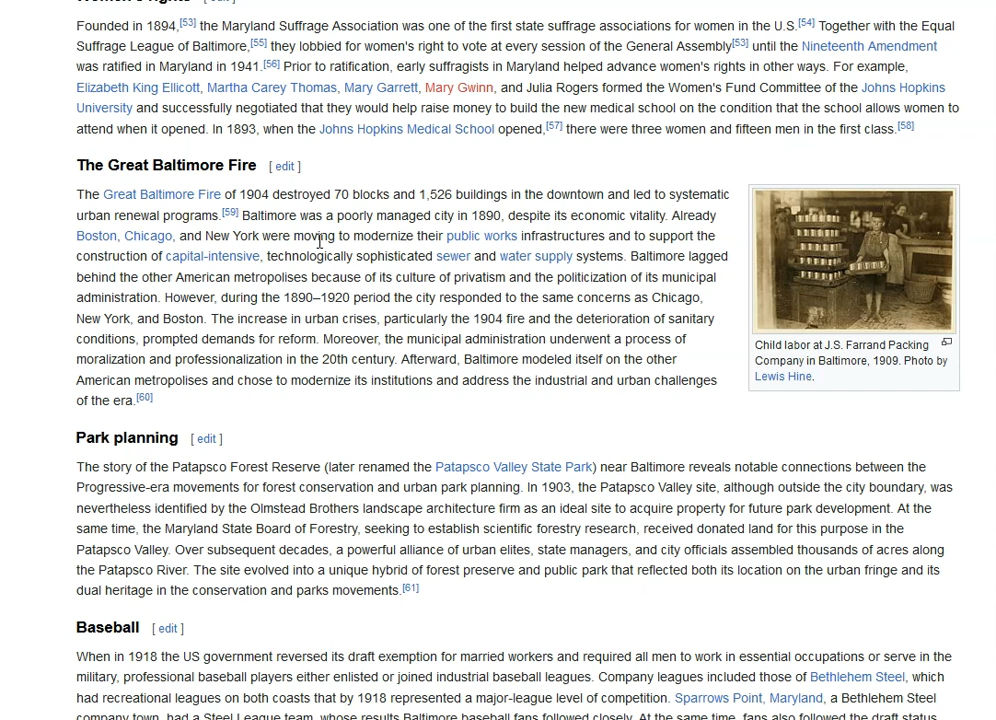 Women's rights [ edit ]
Founded in 1894,[53] the Maryland Suffrage Association was one of the first state suffrage associations for women in the U.S.[54] Together with the Equal
Suffrage League of Baltimore,[55] they lobbied for women's right to vote at every session of the General Assembly[53] until the Nineteenth Amendment
was ratified in Maryland in 1941.[56] Prior to ratification, early suffragists in Maryland helped advance women's rights in other ways. For example,
Elizabeth King Ellicott, Martha Carey Thomas, Mary Garrett, Mary Gwinn, and Julia Rogers formed the Women's Fund Committee of the Johns Hopkins
University and successfully negotiated that they would help raise money to build the new medical school on the condition that the school allows women to
attend when it opened. In 1893, when the Johns Hopkins Medical School opened,[57] there were three women and fifteen men in the first class.[58]
The Great Baltimore Fire [ edit ]
The Great Baltimore Fire of 1904 destroyed 70 blocks and 1,526 buildings in the downtown and led to systematic
urban renewal programs.[59] Baltimore was a poorly managed city in 1890, despite its economic vitality. Already
Boston, Chicago, and New York were moving to modernize their public works infrastructures and to support the
construction of capital-intensive, technologically sophisticated sewer and water supply systems. Baltimore lagged
behind the other American metropolises because of its culture of privatism and the politicization of its municipal
administration. However, during the 1890–1920 period the city responded to the same concerns as Chicago,
New York, and Boston. The increase in urban crises, particularly the 1904 fire and the deterioration of sanitary
conditions, prompted demands for reform. Moreover, the municipal administration underwent a process of
moralization and professionalization in the 20th century. Afterward, Baltimore modeled itself on the other
American metropolises and chose to modernize its institutions and address the industrial and urban challenges
of the era.[60]
Child labor at J.S. Farrand Packing
Company in Baltimore, 1909. Photo by
Lewis Hine.
Park planning [ edit ]
The story of the Patapsco Forest Reserve (later renamed the Patapsco Valley State Park) near Baltimore reveals notable connections between the
Progressive-era movements for forest conservation and urban park planning. In 1903, the Patapsco Valley site, although outside the city boundary, was
nevertheless identified by the Olmstead Brothers landscape architecture firm as an ideal site to acquire property for future park development. At the
same time, the Maryland State Board of Forestry, seeking to establish scientific forestry research, received donated land for this purpose in the
Patapsco Valley. Over subsequent decades, a powerful alliance of urban elites, state managers, and city officials assembled thousands of acres along
the Patapsco River. The site evolved into a unique hybrid of forest preserve and public park that reflected both its location on the urban fringe and its
dual heritage in the conservation and parks movements.[61]
Baseball [ edit ]
When in 1918 the US government reversed its draft exemption for married workers and required all men to work in essential occupations or serve in the
military, professional baseball players either enlisted or joined industrial baseball leagues. Company leagues included those of Bethlehem Steel, which
had recreational leagues on both coasts that by 1918 represented a major-league level of competition. Sparrows Point, Maryland, a Bethlehem Steel
company town, had a Steel League team, whose results Baltimore baseball fans followed closely. At the same time, fans also followed the draft status